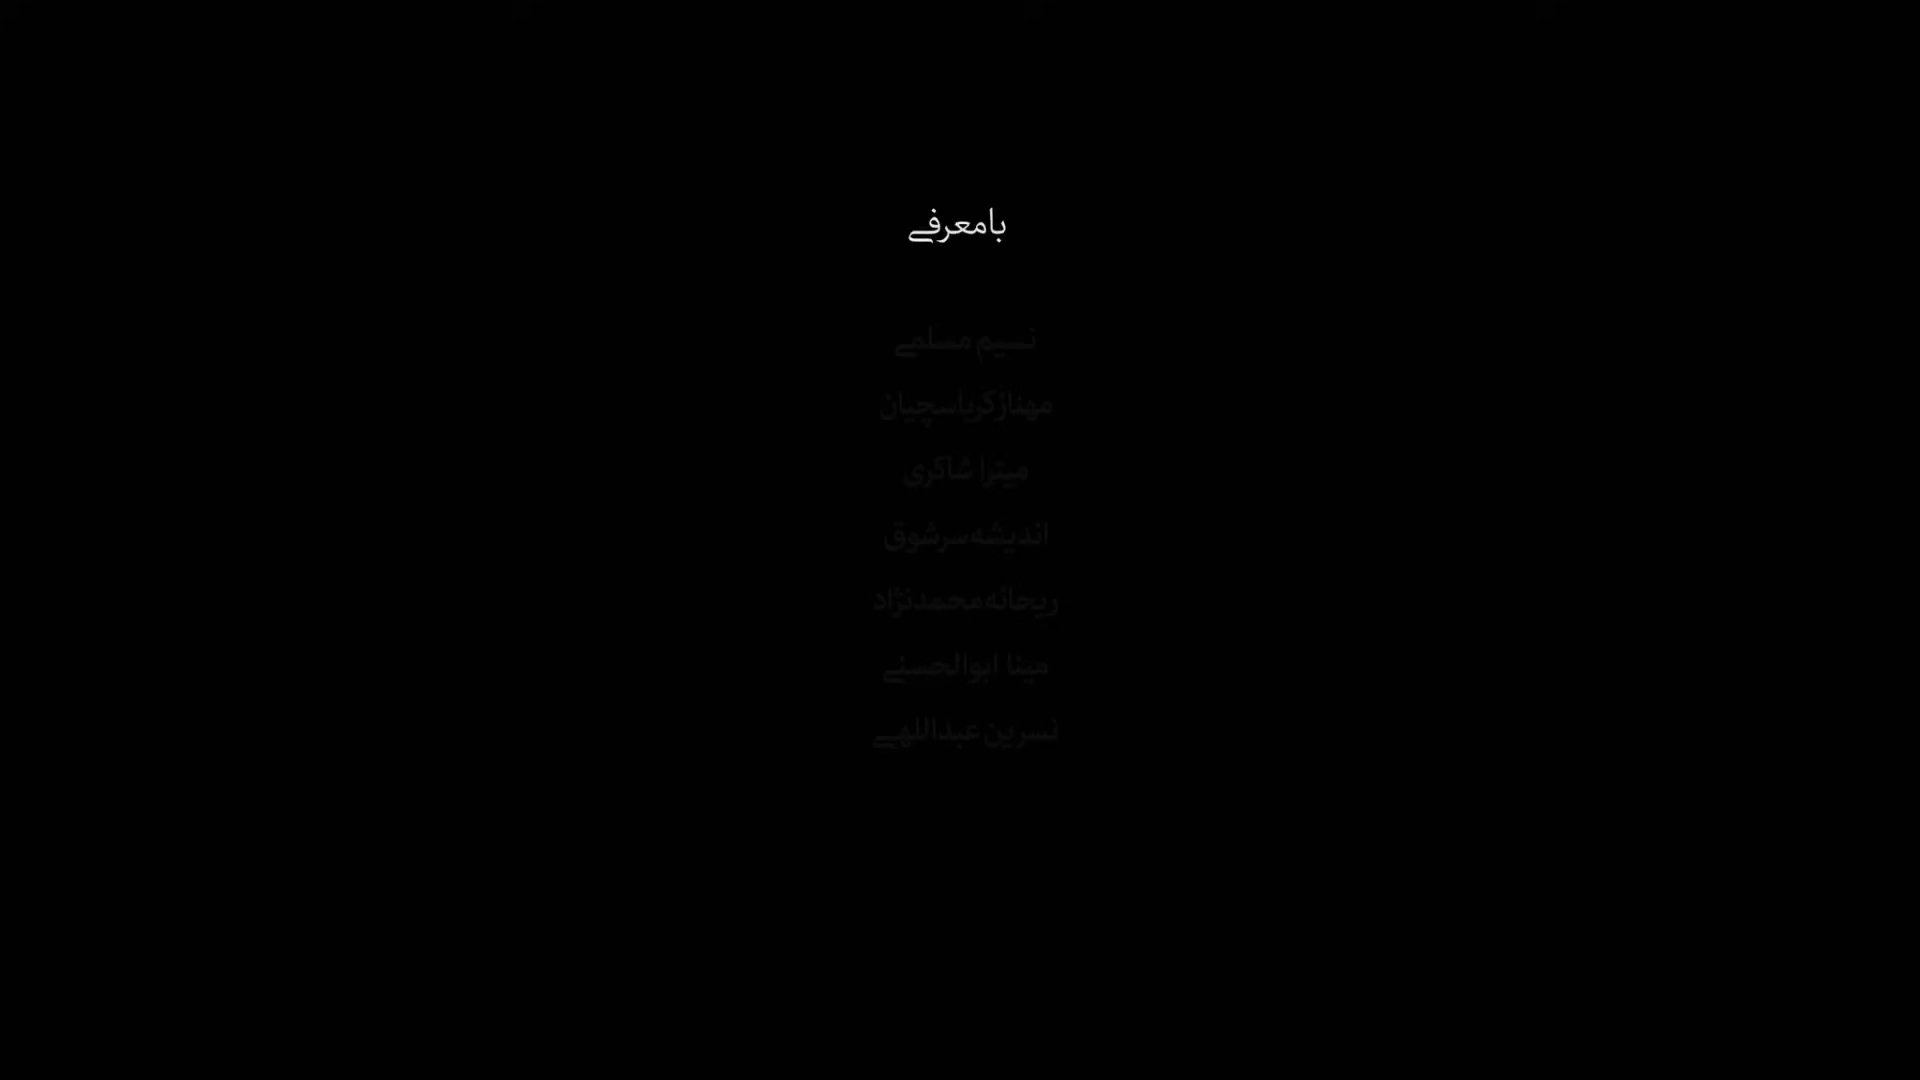 با معرفی
نسیم مسلمی
مهناز کرباسچیان
میترا شاکری
اندیشه سرشوق
ریحانه محمدنژاد
مینا ابوالحسنی
نسرین عبداللهی